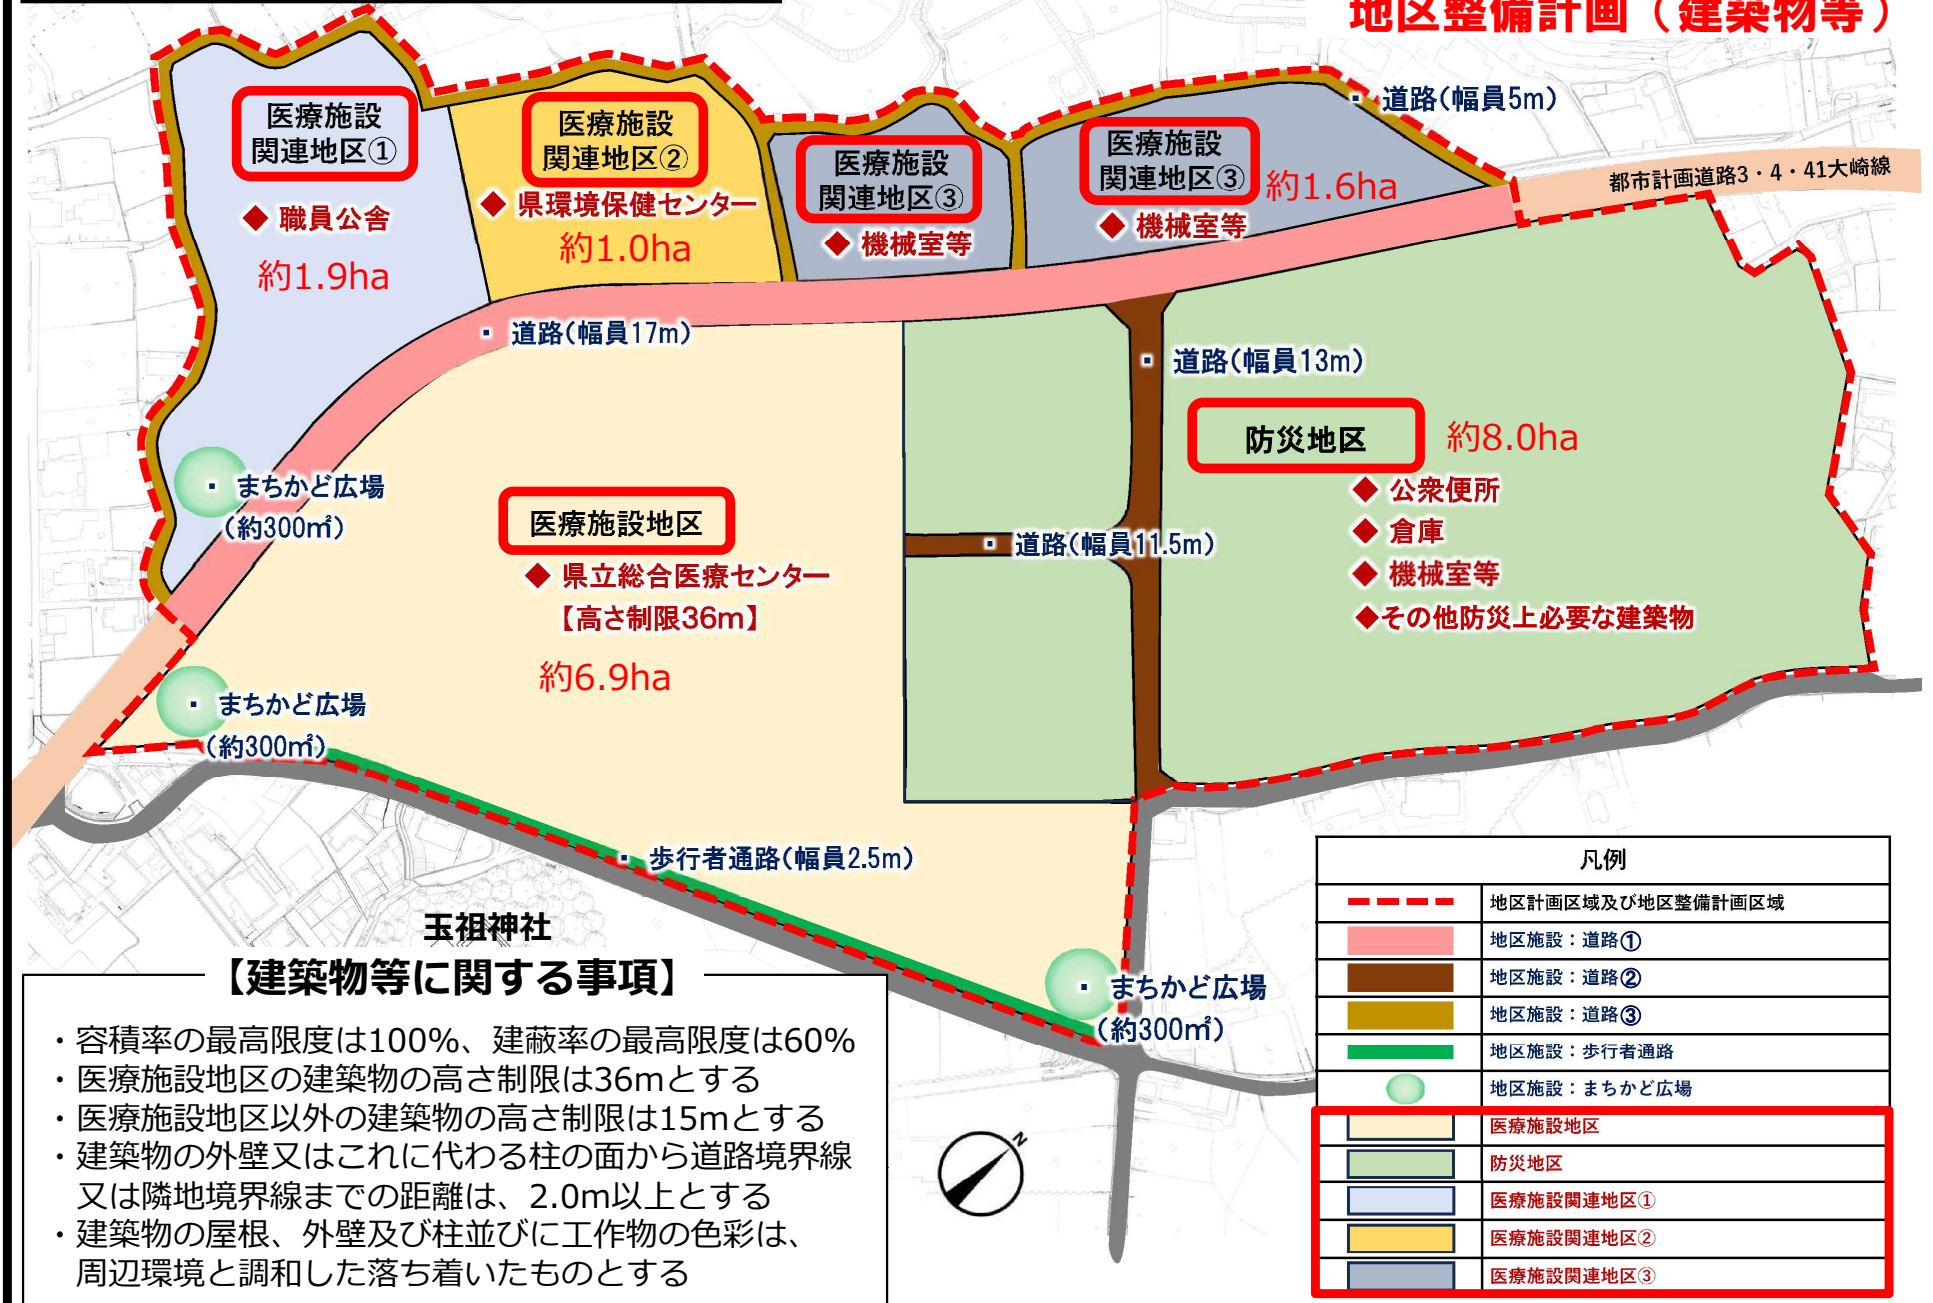 地区整備計画（建築物等）
医療施設
関連地区①
◆ 職員公舎
約1.9ha
医療施設
関連地区②
◆ 県環境保健センター
約1.0ha
医療施設
関連地区③
◆ 機械室等
医療施設
関連地区③
約1.6ha
◆ 機械室等
道路(幅員5m)
都市計画道路3・4・41大崎線
道路(幅員17m)
道路(幅員13m)
防災地区
約8.0ha
◆ 公衆便所
◆ 倉庫
◆ 機械室等
◆その他防災上必要な建築物
まちかど広場
(約300㎡)
医療施設地区
◆ 県立総合医療センター
【高さ制限36m】
約6.9ha
道路(幅員11.5m)
まちかど広場
(約300㎡)
歩行者通路(幅員2.5m)
玉祖神社
まちかど広場
(約300㎡)
【建築物等に関する事項】
・容積率の最高限度は100%、建蔽率の最高限度は60%
・医療施設地区の建築物の高さ制限は36mとする
・医療施設地区以外の建築物の高さ制限は15mとする
・建築物の外壁又はこれに代わる柱の面から道路境界線
又は隣地境界線までの距離は、2.0m以上とする
・建築物の屋根、外壁及び柱並びに工作物の色彩は、
周辺環境と調和した落ち着いたものとする
N
凡例
地区計画区域及び地区整備計画区域
地区施設：道路①
地区施設：道路②
地区施設：道路③
地区施設：歩行者通路
地区施設：まちかど広場
医療施設地区
防災地区
医療施設関連地区①
医療施設関連地区②
医療施設関連地区③